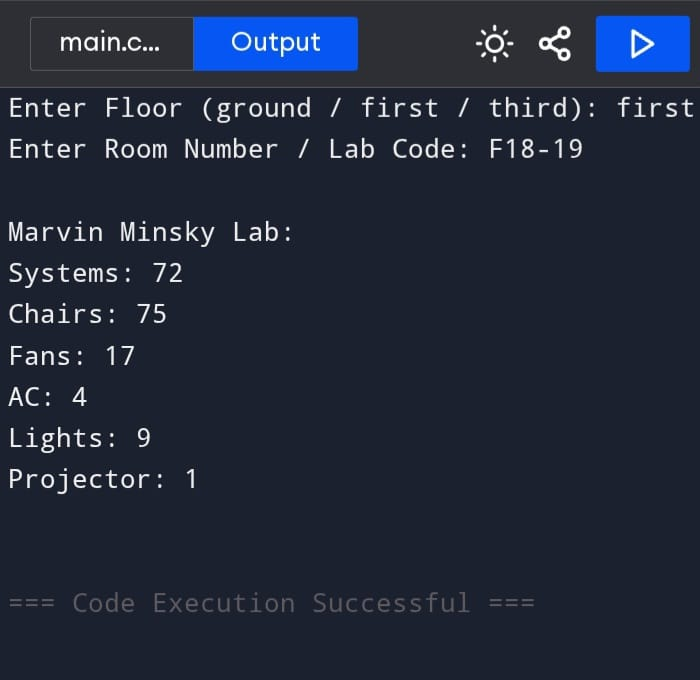 main.c...
Output
Enter Floor (ground / first / third): first
Enter Room Number / Lab Code: F18-19
Marvin Minsky Lab:
Systems: 72
Chairs: 75
Fans: 17
AC: 4
Lights: 9
Projector: 1
=== Code Execution Successful ===